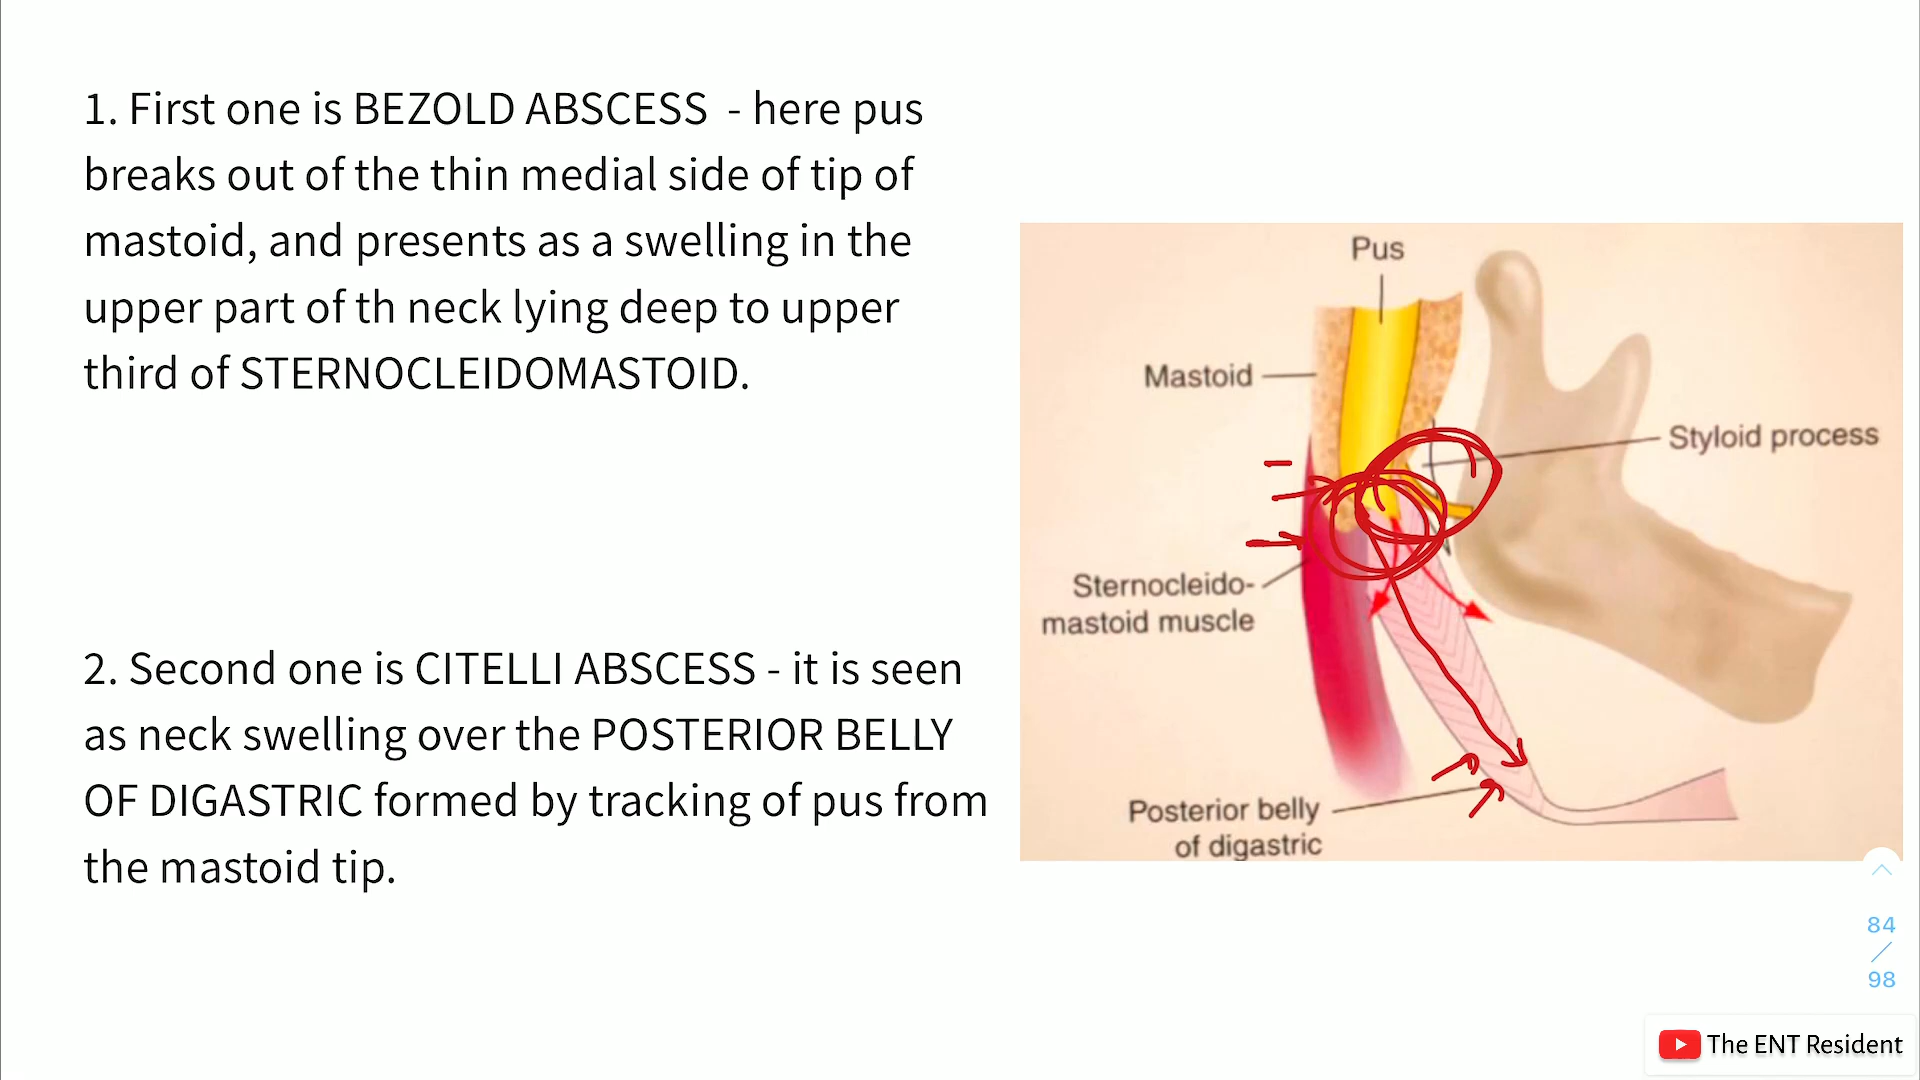 1. First one is BEZOLD ABSCESS - here pus
breaks out of the thin medial side of tip of
mastoid, and presents as a swelling in the
upper part of th neck lying deep to upper
third of STERNOCLEIDOMASTOID.
2. Second one is CITELLI ABSCESS - it is seen
as neck swelling over the POSTERIOR BELLY
OF DIGASTRIC formed by tracking of pus from
the mastoid tip.
Pus
Mastoid
Styloid process
Sternocleido-
mastoid muscle
Posterior belly
of digastric
84
/
98
The ENT Resident